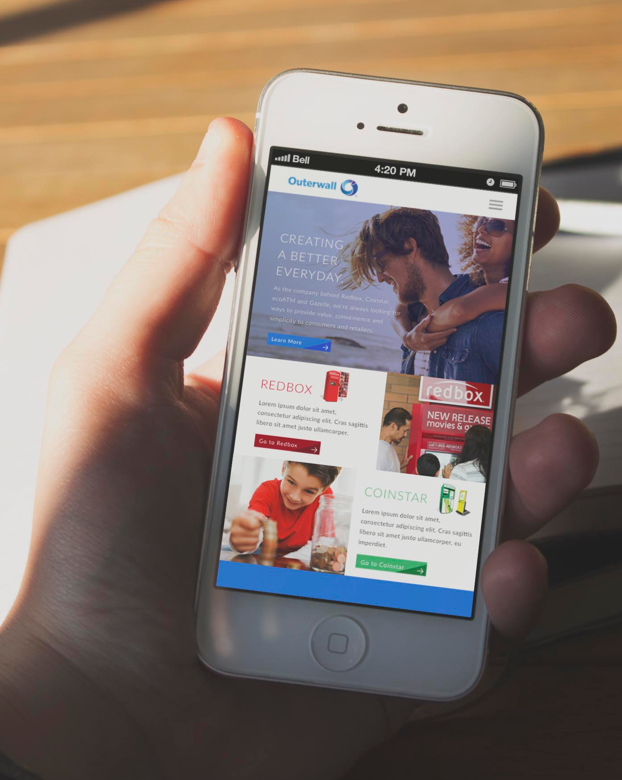 Bell
4:20 PM
Outerwall
CREATING
A BETTER
EVERYDAY
As the company behind Redbox, Coinstar,
ecoATM and Gazelle, we're always looking for
ways to provide value, convenience, and
simplicity to consumers and retailers.
Learn More
REDBOX
Lorem ipsum dolor sit amet,
consectetur adipiscing elit. Cras sagittis
libero sit amet justo ullamcorper.
Go to Redbox
redbox
NEW RELEASE
movies &
COINSTAR
Lorem ipsum dolor sit amet,
consectetur adipiscing elit. Cras sagittis
libero sit amet justo ullamcorper, eu
imperdiet.
Go to Coinstar